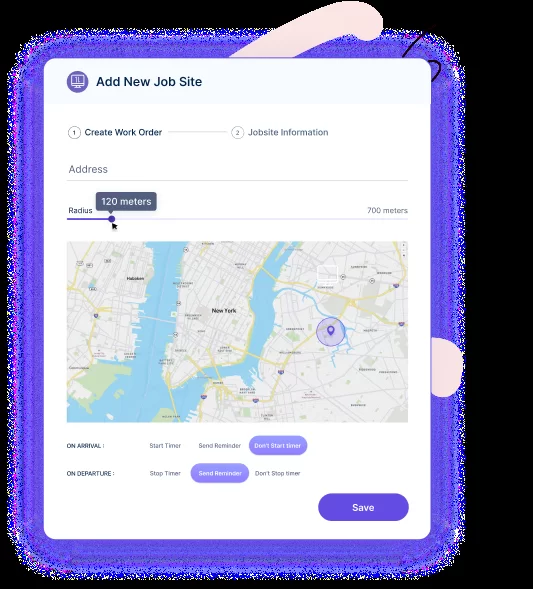 Add New Job Site
1 Create Work Order
2 Jobsite Information
Address
120 meters
Radius
700 meters
Hoboken
New York
ON ARRIVAL :
Start Timer
Send Reminder
Don't Start timer
ON DEPARTURE :
Stop Timer
Send Reminder
Don't Stop timer
Save